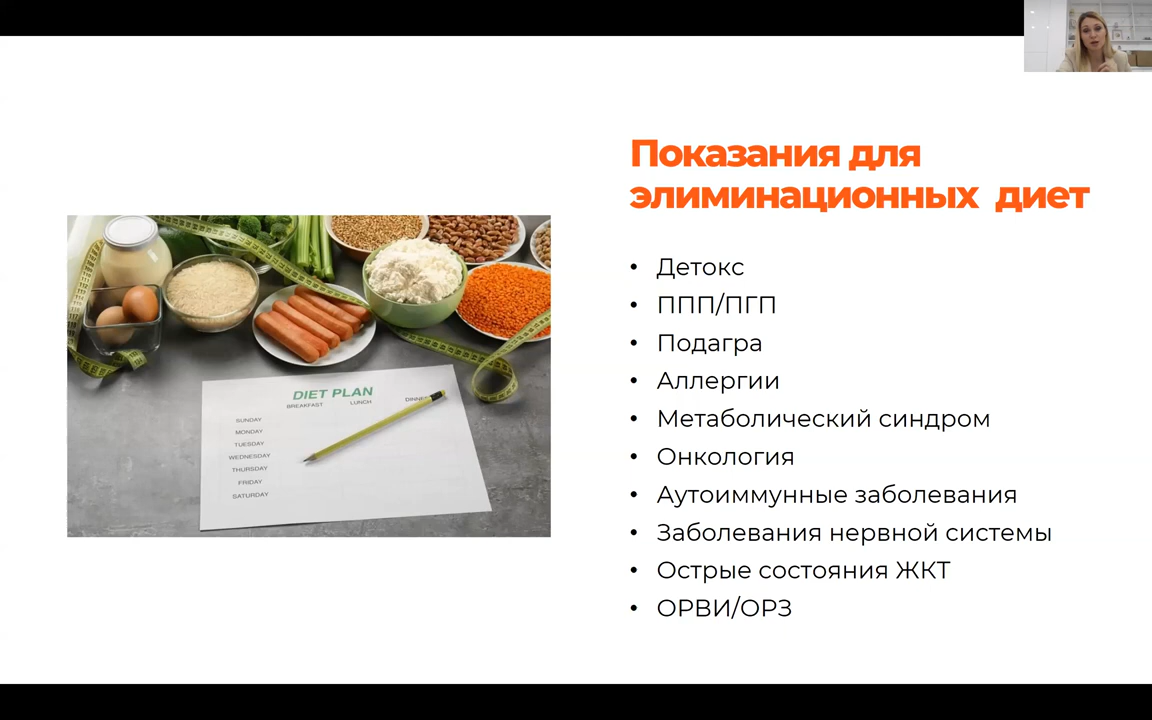 Показания для
элиминационных диет
• Детокс
• ППП/ПГП
• Подагра
• Аллергии
• Метаболический синдром
• Онкология
• Аутоиммунные заболевания
• Заболевания нервной системы
• Острые состояния ЖКТ
• ОРВИ/ОРЗ
DIET PLAN
BREAKFAST LUNCH DINNER
SUNDAY
MONDAY
TUESDAY
WEDNESDAY
THURSDAY
FRIDAY
SATURDAY